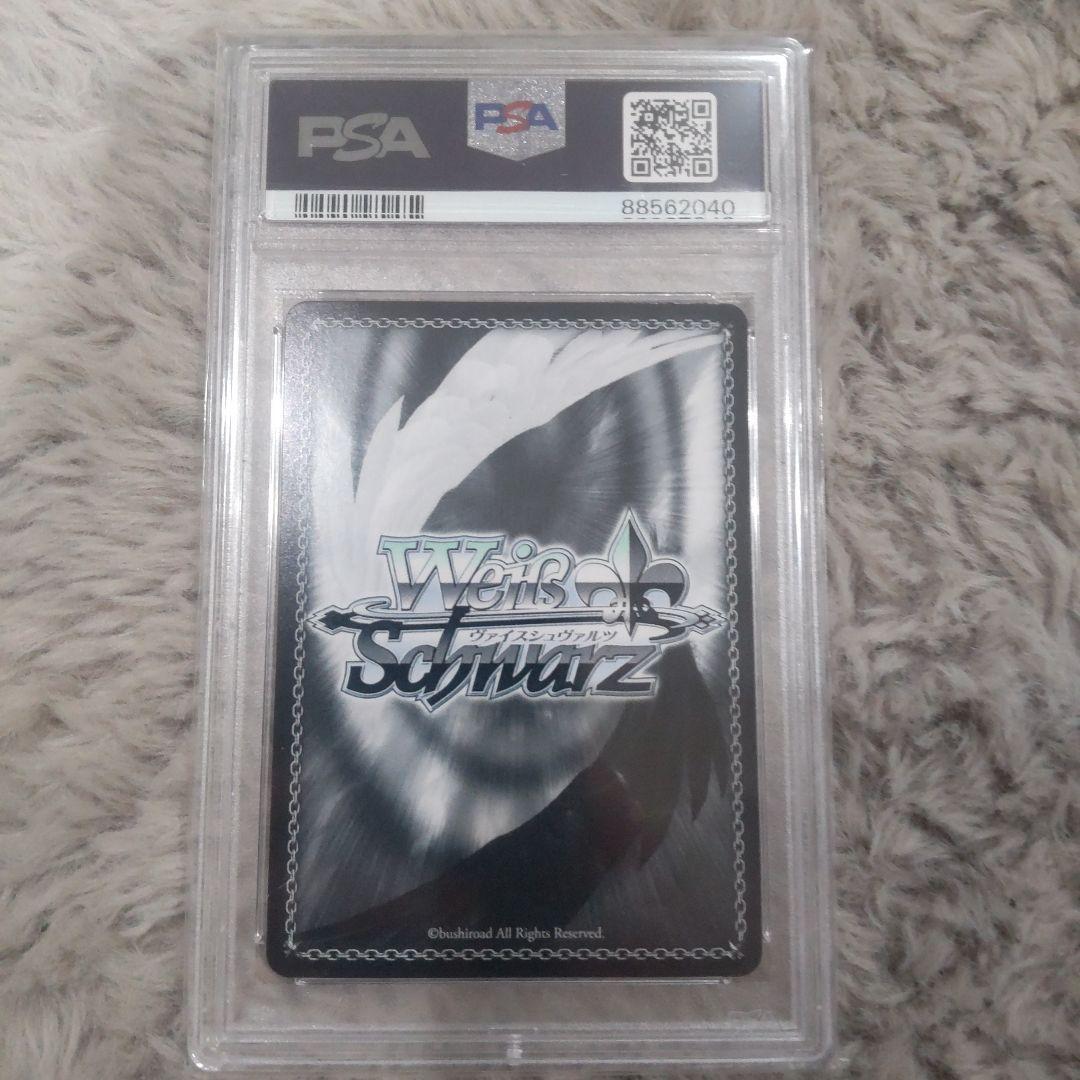 PSA
PSA
88562040
Weiß
ヴァイスシュヴァルツ
Schwarz
©bushiroad All Rights Reserved.